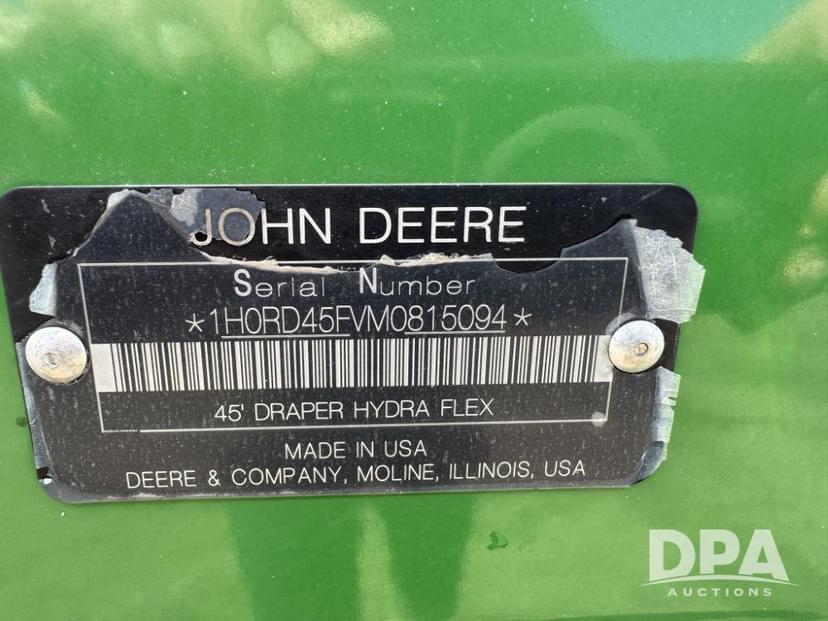 JOHN DEERE
Serial Number
*1H0RD45FVM0815094*
45' DRAPER HYDRA FLEX
MADE IN USA
DEERE & COMPANY, MOLINE, ILLINOIS, USA
DPA
AUCTIONS